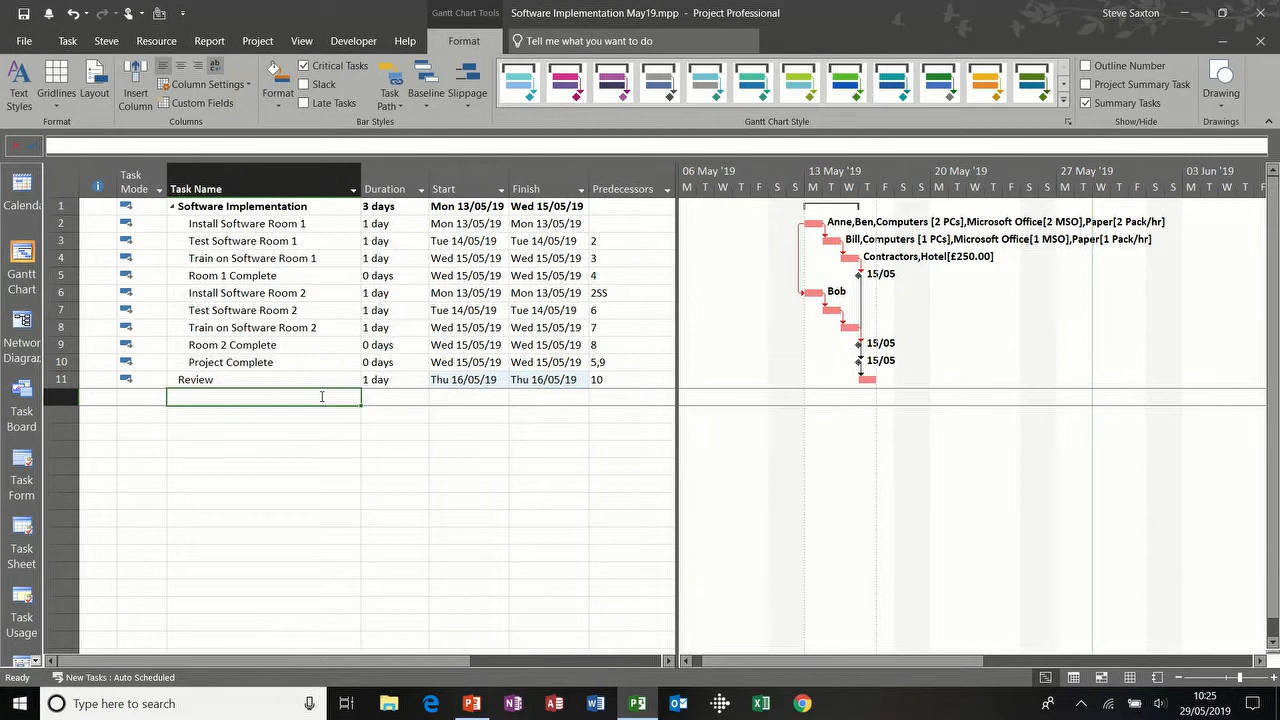 Gantt Chart Tools
Software Implementation May19.mpp - Project Professional
Steve Saxton
File Task Steve Resource Report Project View Developer Help Format Tell me what you want to do
Text Styles
Gridlines
Layout
Insert Column
Column Settings
Custom Fields
Format
Critical Tasks
Slack
Late Tasks
Task Path
Baseline
Slippage
Outline Number
Project Summary Task
Summary Tasks
Drawing
Format Columns Bar Styles Gantt Chart Style Show/Hide Drawings
Task Mode Task Name Duration Start Finish Predecessors
06 May '19 13 May '19 20 May '19 27 May '19 03 Jun '19
M T W T F S S M T W T F S S M T W T F S S M T W T F S S M T W T F
1 Software Implementation 3 days Mon 13/05/19 Wed 15/05/19
2 Install Software Room 1 1 day Mon 13/05/19 Mon 13/05/19 Anne,Ben,Computers [2 PCs],Microsoft Office[2 MSO],Paper[2 Pack/hr]
3 Test Software Room 1 1 day Tue 14/05/19 Tue 14/05/19 2 Bill,Computers [1 PCs],Microsoft Office[1 MSO],Paper[1 Pack/hr]
4 Train on Software Room 1 1 day Wed 15/05/19 Wed 15/05/19 3 Contractors,Hotel[£250.00]
5 Room 1 Complete 0 days Wed 15/05/19 Wed 15/05/19 4 15/05
6 Install Software Room 2 1 day Mon 13/05/19 Mon 13/05/19 2SS Bob
7 Test Software Room 2 1 day Tue 14/05/19 Tue 14/05/19 6
8 Train on Software Room 2 1 day Wed 15/05/19 Wed 15/05/19 7
9 Room 2 Complete 0 days Wed 15/05/19 Wed 15/05/19 8 15/05
10 Project Complete 0 days Wed 15/05/19 Wed 15/05/19 5,9 15/05
11 Review 1 day Thu 16/05/19 Thu 16/05/19 10
Calenda
Gantt Chart
Network Diagram
Task Board
Task Form
Task Sheet
Task Usage
Ready New Tasks : Auto Scheduled
Type here to search
10:25
29/05/2019